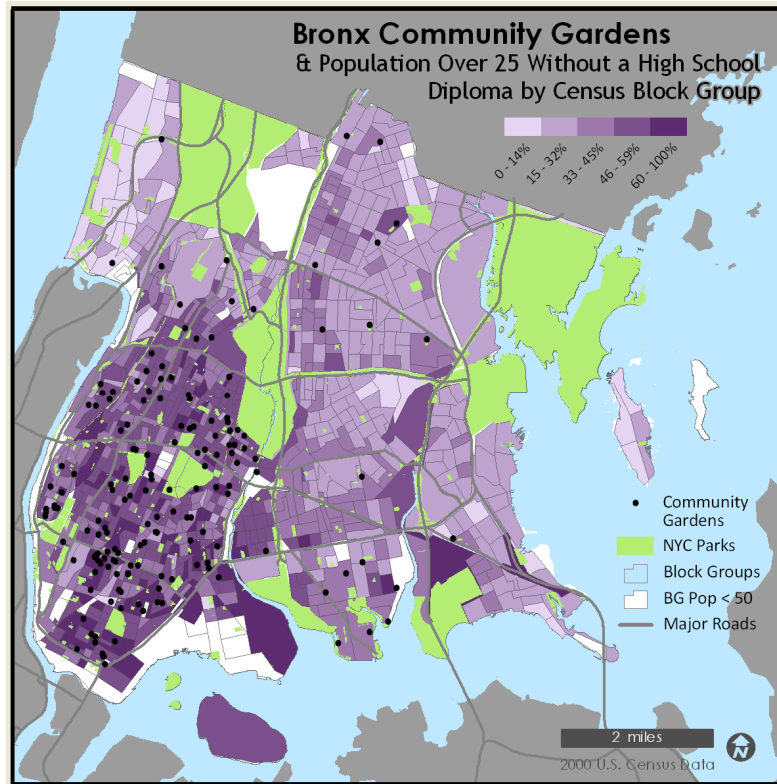 Bronx Community Gardens
& Population Over 25 Without a High School
Diploma by Census Block Group
0 - 14%
15 - 32%
33 - 45%
46 - 59%
60 - 100%
Community
Gardens
NYC Parks
Block Groups
BG Pop < 50
Major Roads
2 miles
N
2000 U.S. Census Data